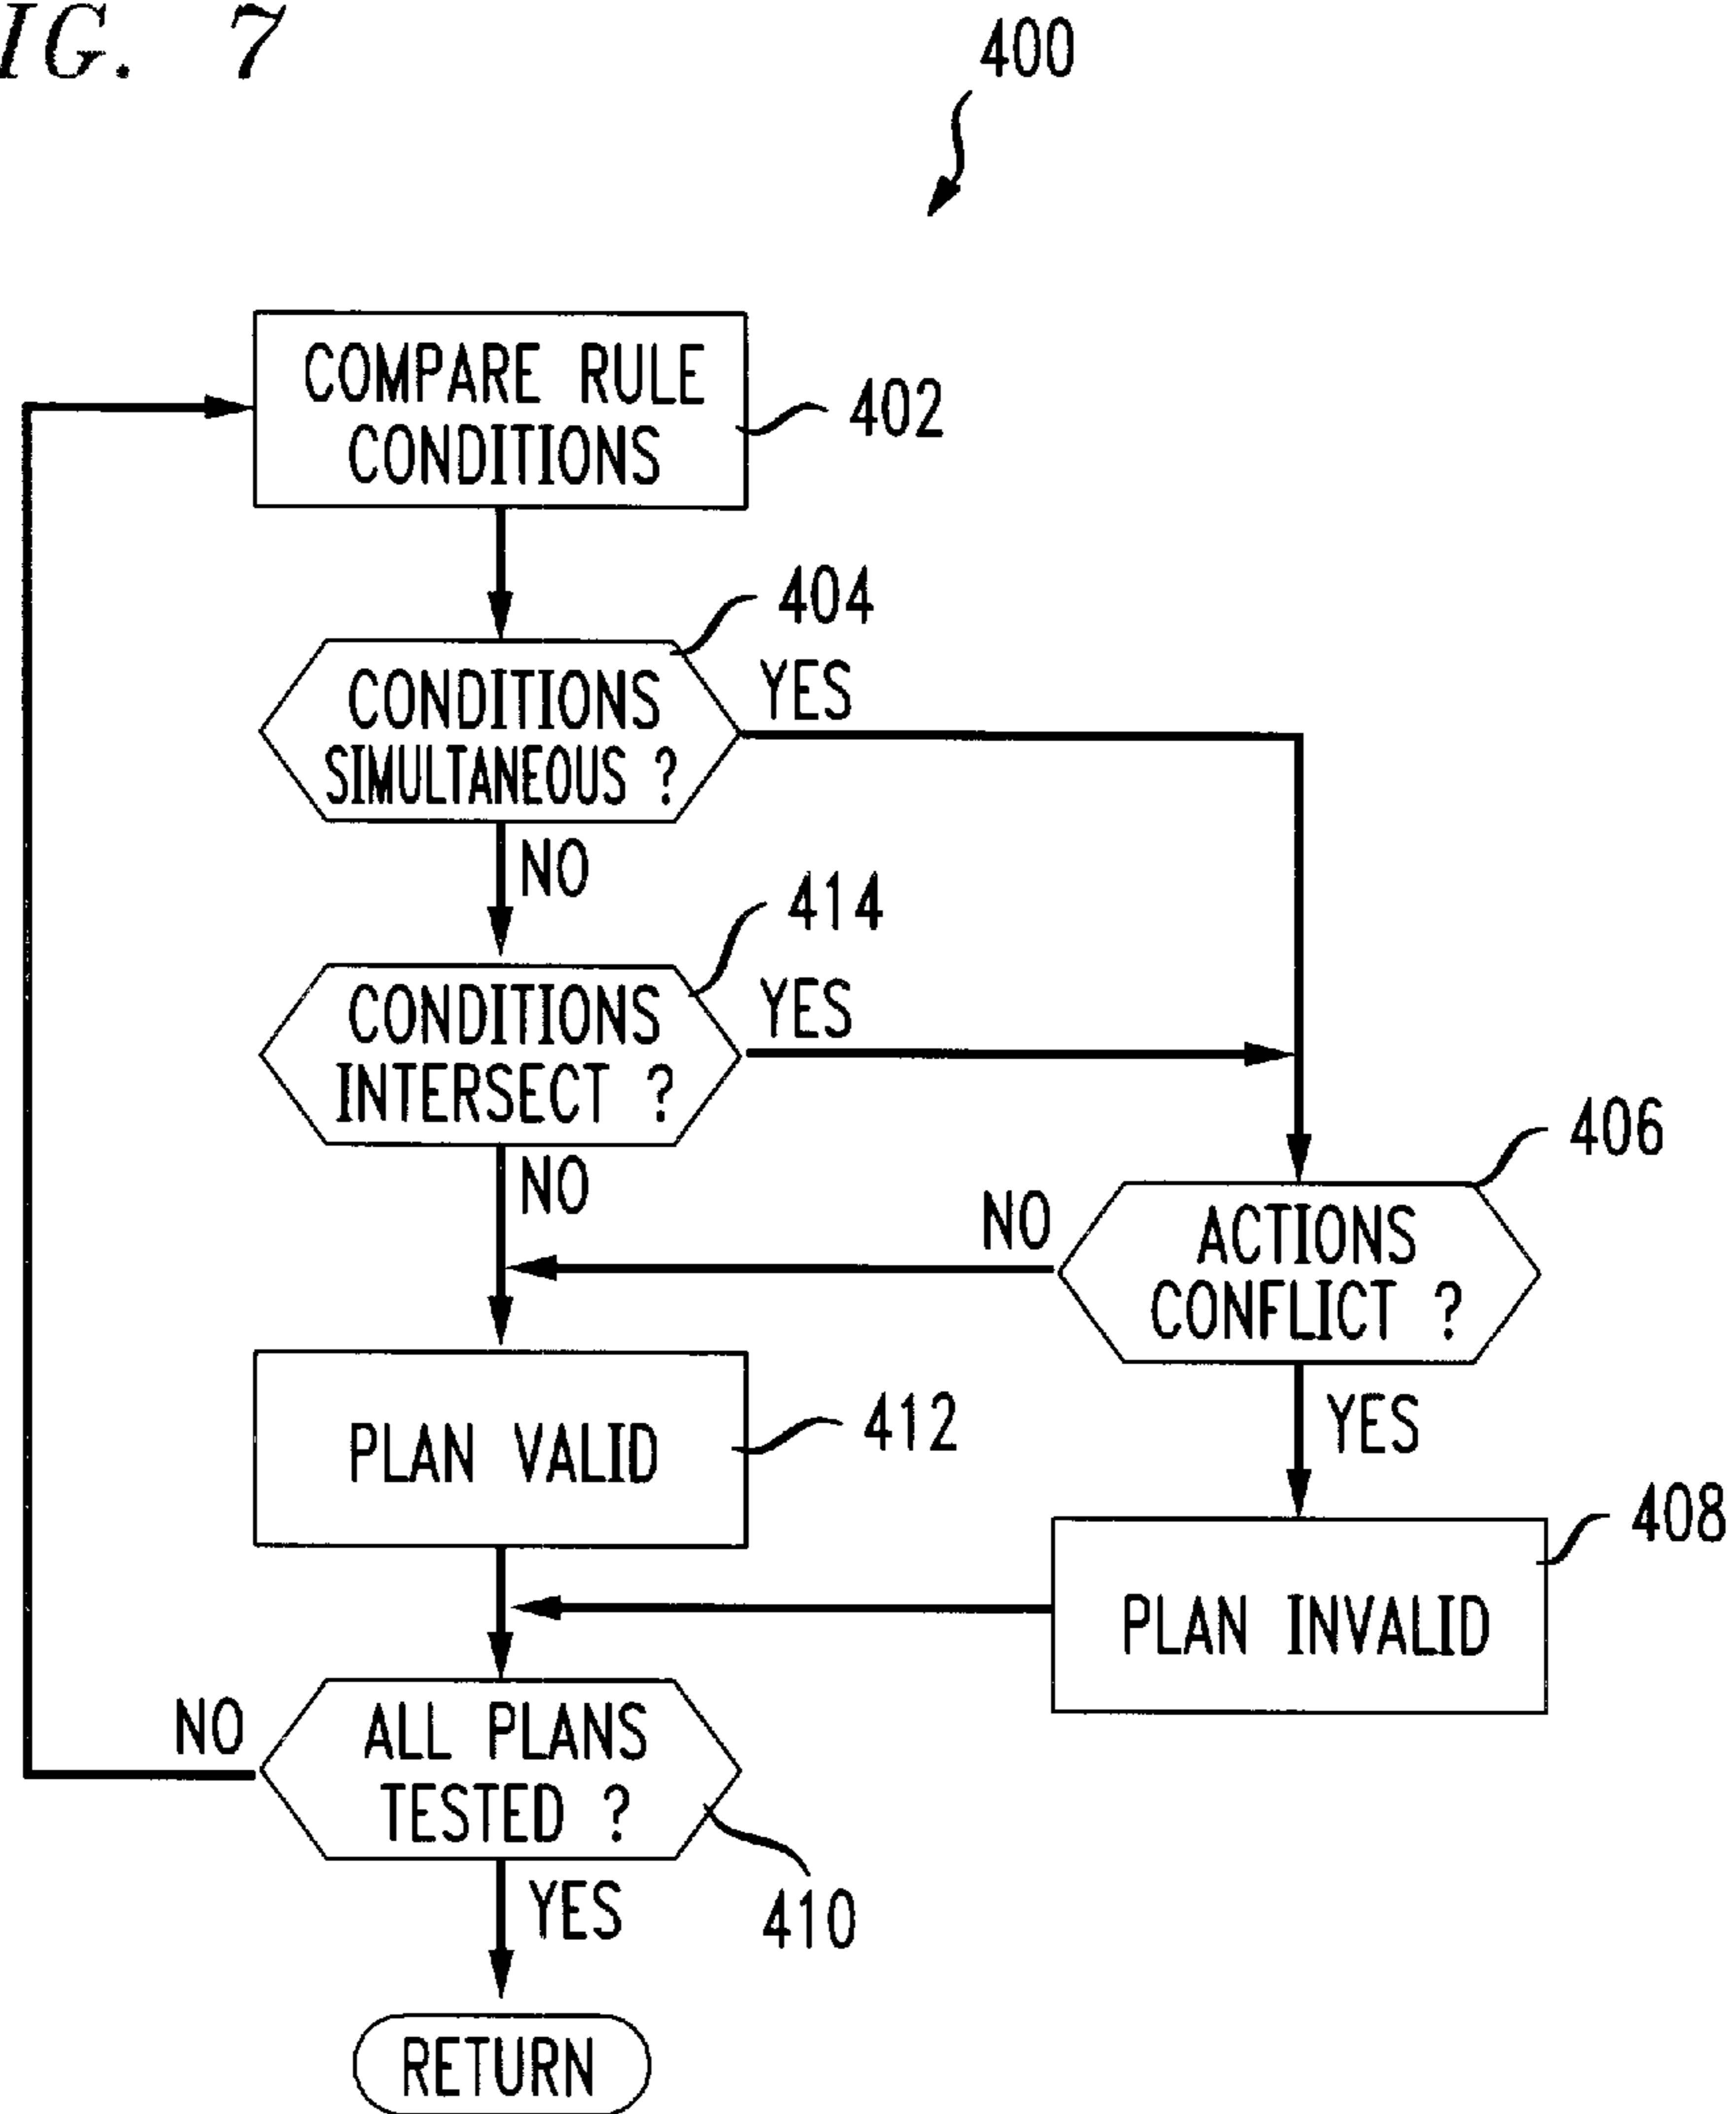 IG. 7
400
COMPARE RULE
CONDITIONS
402
404
CONDITIONS
SIMULTANEOUS ?
YES
NO
414
CONDITIONS
INTERSECT ?
YES
NO
406
ACTIONS
CONFLICT ?
NO
YES
PLAN VALID
412
408
PLAN INVALID
ALL PLANS
TESTED ?
NO
410
YES
RETURN